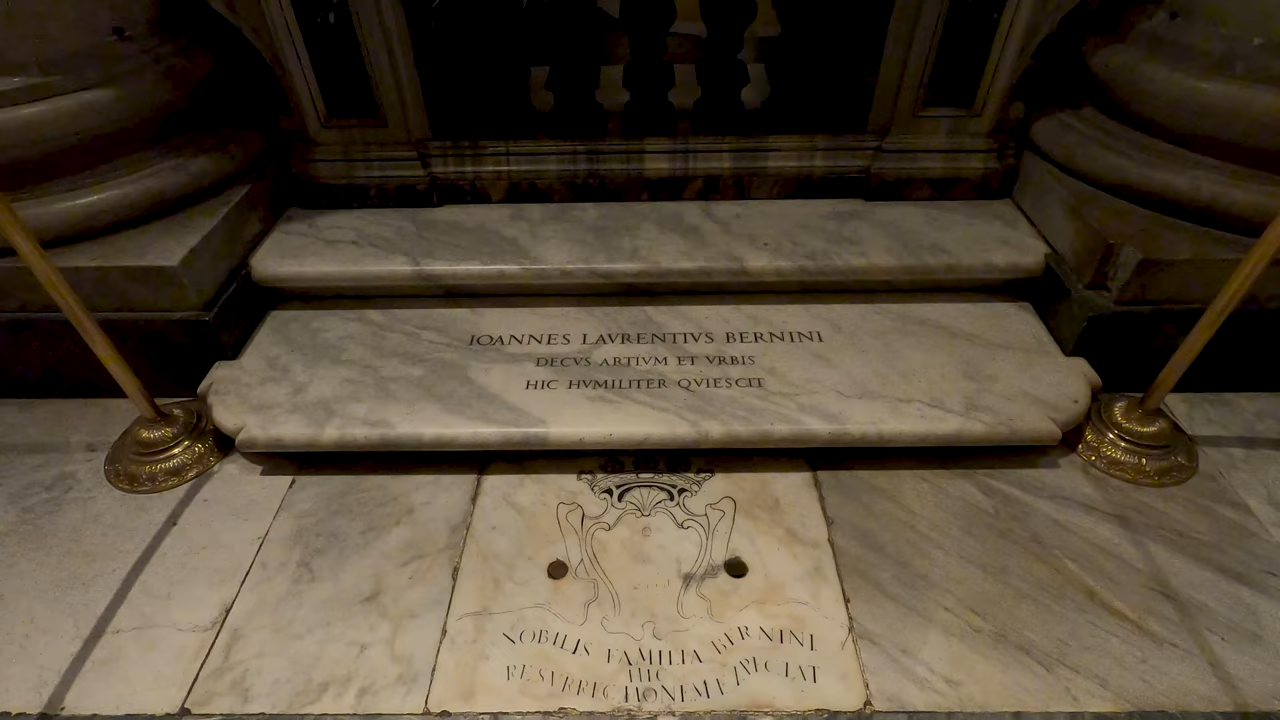 IOANNES LAVRENTIVS BERNINI
DECVS ARTIVM ET VRBIS
HIC HVMILITER QVIESCIT
NOBILIS FAMILIA BERNINI
HIC
RESVRRECTIONEM EXPECTAT